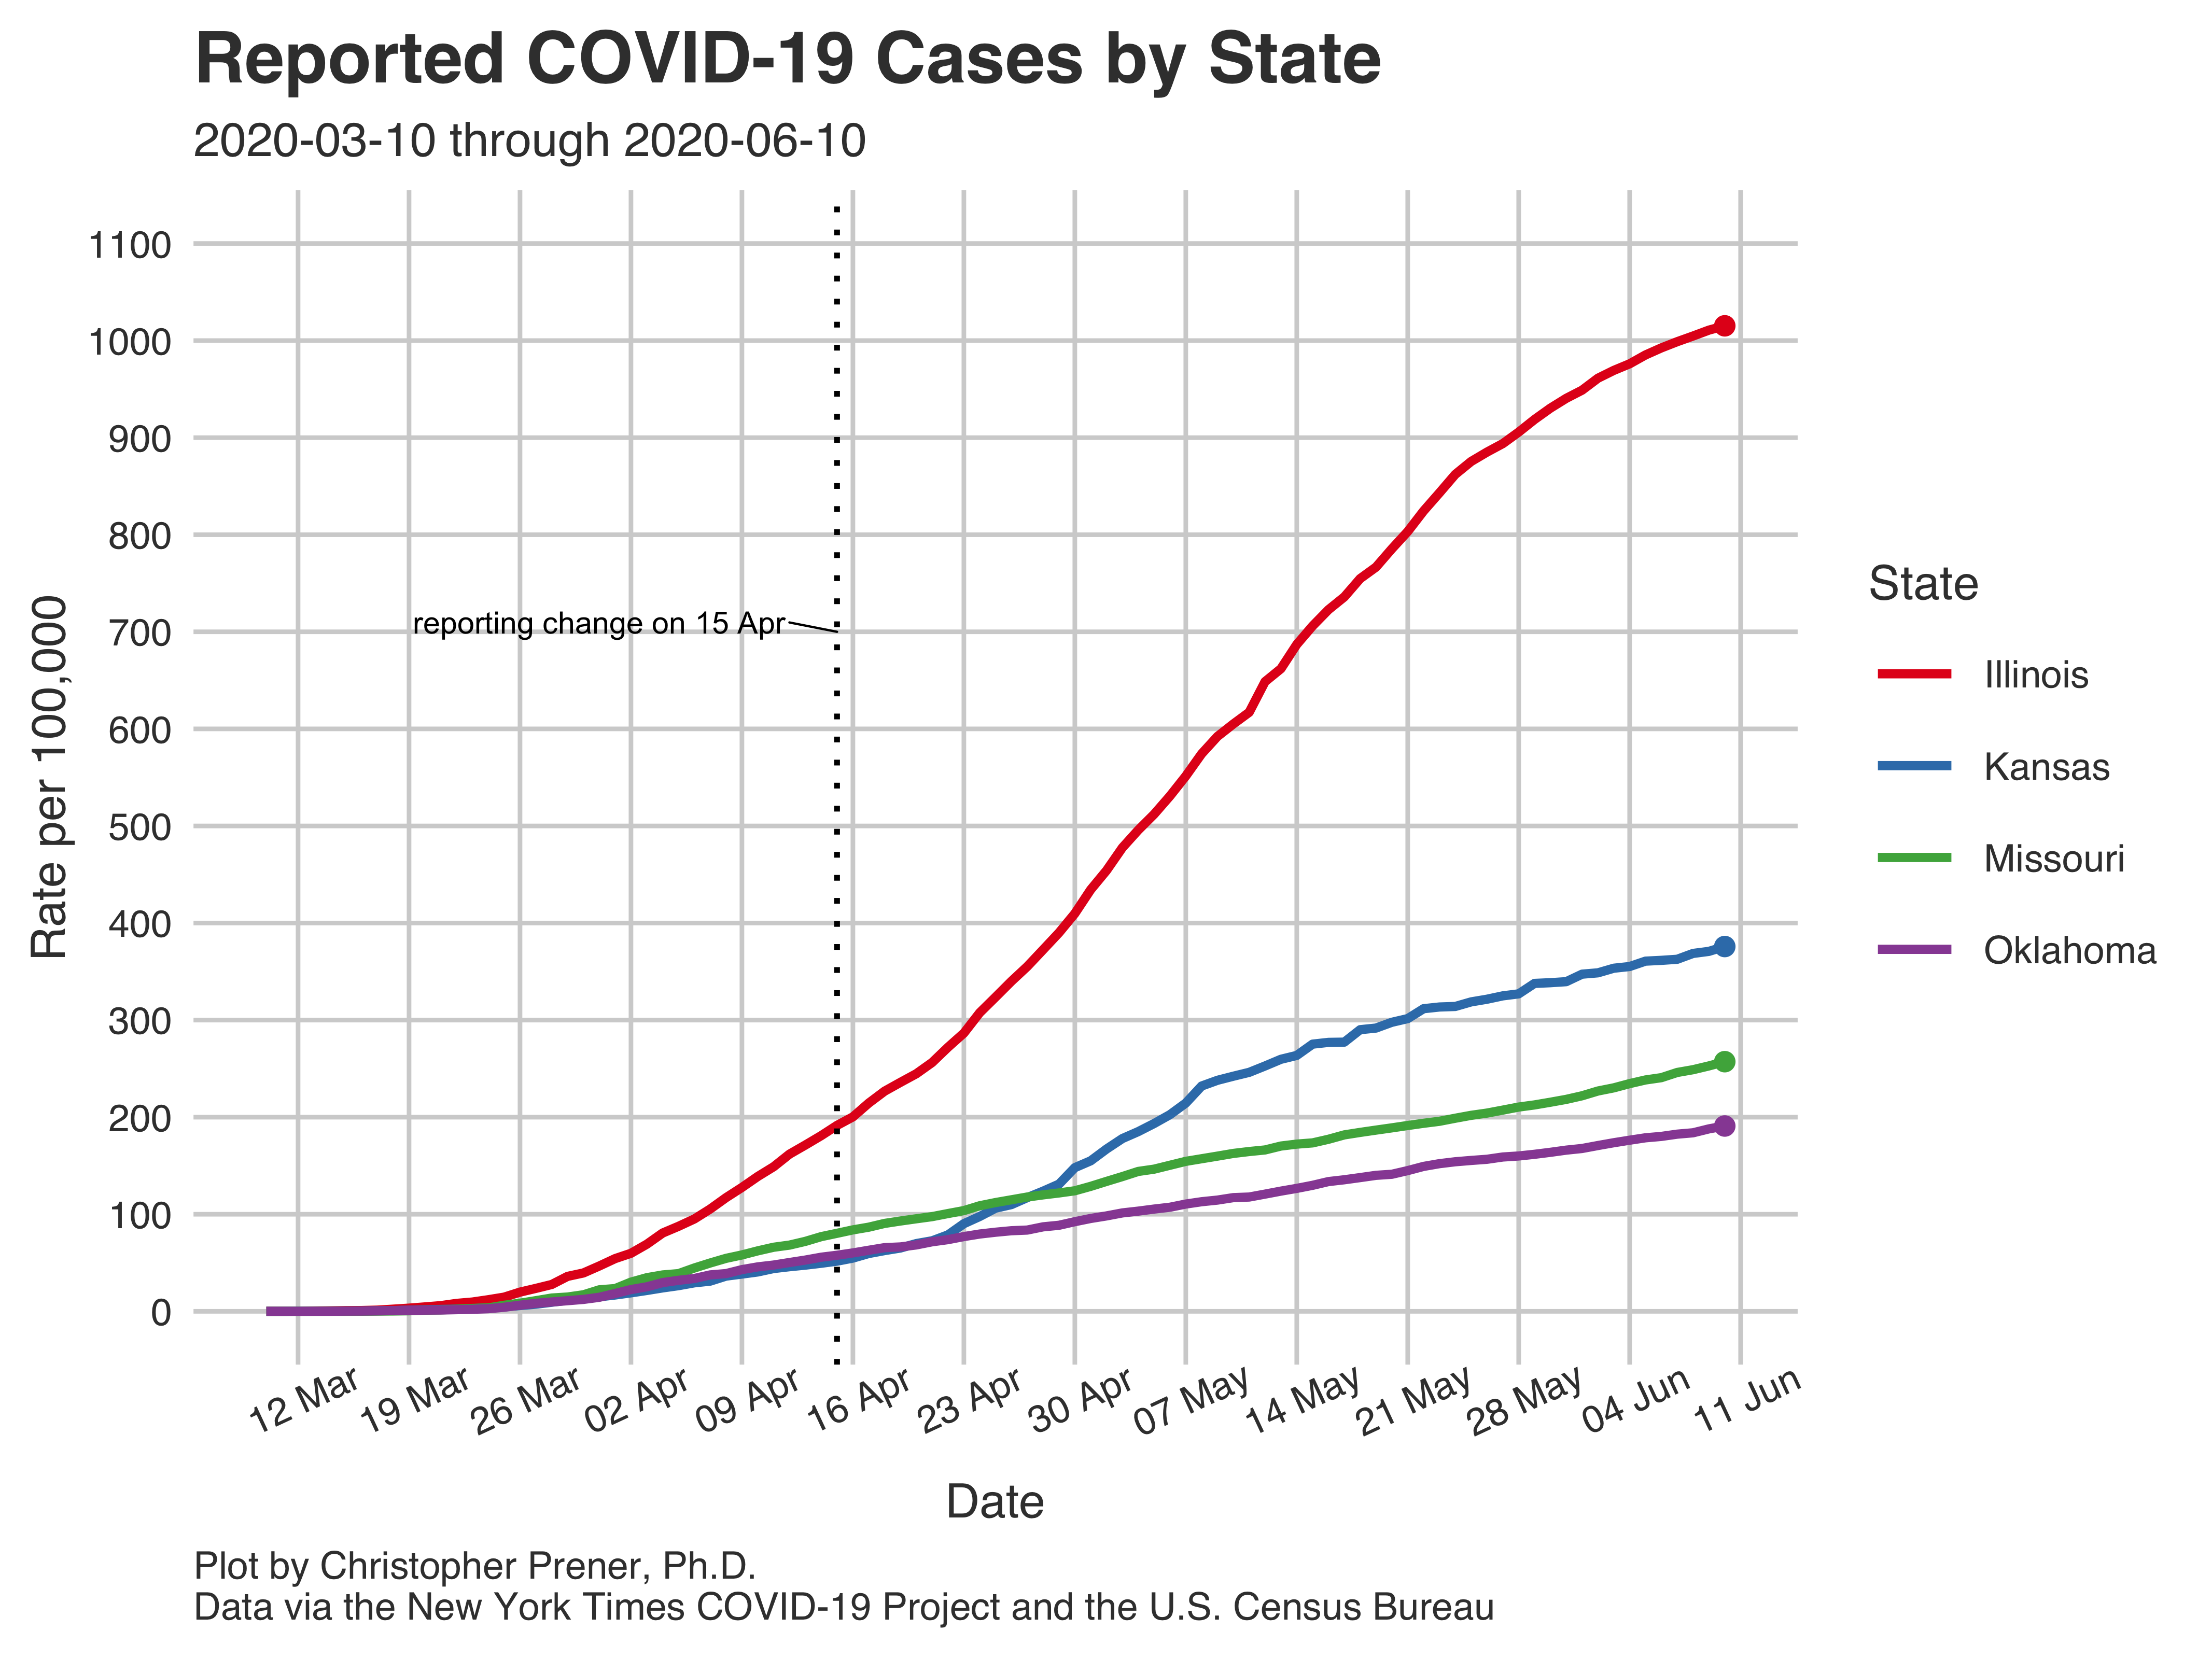 Reported COVID-19 Cases by State
2020-03-10 through 2020-06-10
1100
1000
900
800
700
600
500
400
300
200
100
0
Rate per 100,000
reporting change on 15 Apr
State
Illinois
Kansas
Missouri
Oklahoma
12 Mar
19 Mar
26 Mar
02 Apr
09 Apr
16 Apr
23 Apr
30 Apr
07 May
14 May
21 May
28 May
04 Jun
11 Jun
Date
Plot by Christopher Prener, Ph.D.
Data via the New York Times COVID-19 Project and the U.S. Census Bureau